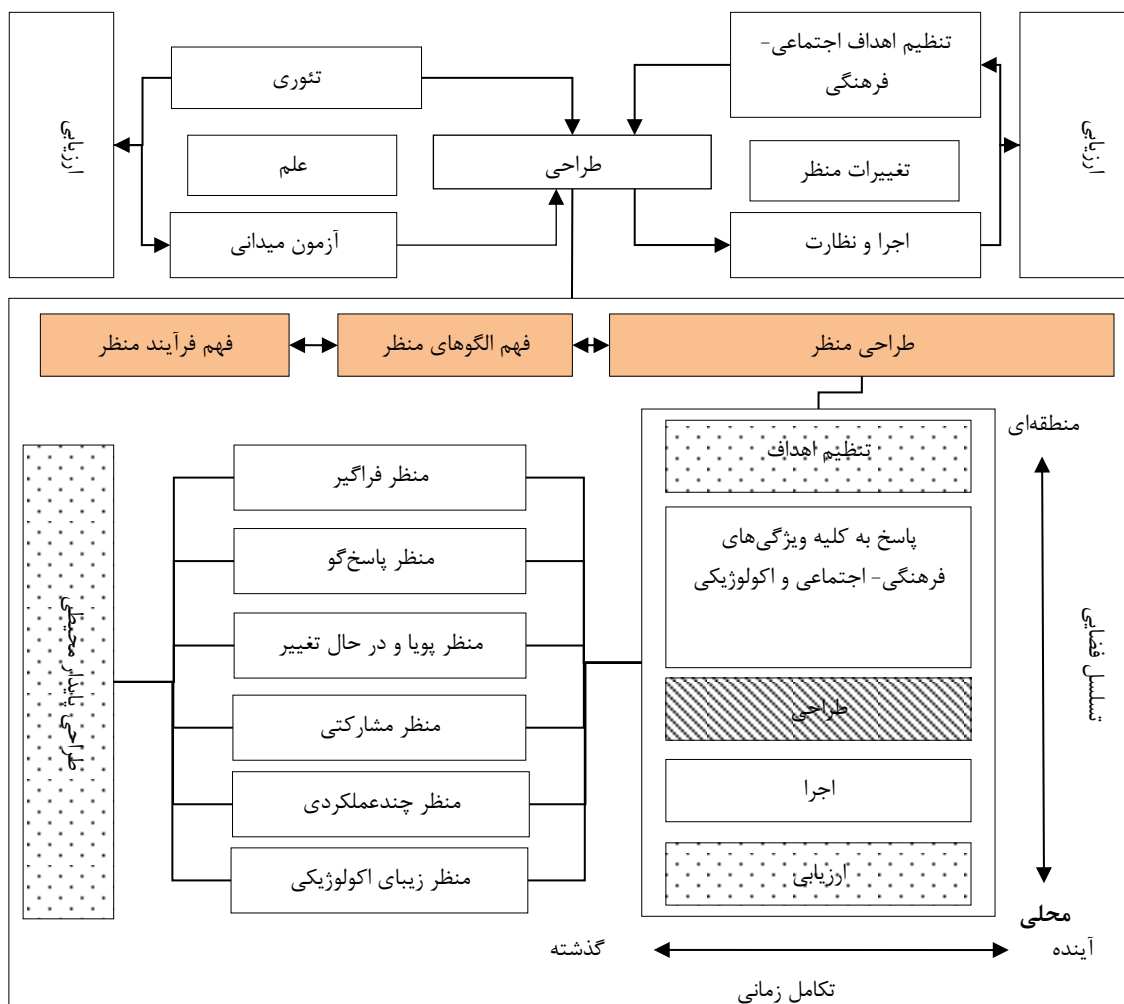 تنظیم اهداف اجتماعی-
فرهنگی
تئوری
ارزیابی
ارزیابی
علم
طراحی
تغییرات منظر
آزمون میدانی
اجرا و نظارت
طراحی منظر
فهم الگوهای منظر
فهم فرآیند منظر
منطقه‌ای
تنظیم اهداف
پاسخ به کلیه ویژگی‌های
فرهنگی- اجتماعی و اکولوژیکی
طراحی
اجرا
ارزیابی
تسلسل فضایی
محلی
منظر فراگیر
منظر پاسخ‌گو
منظر پویا و در حال تغییر
منظر مشارکتی
منظر چندعملکردی
منظر زیبای اکولوژیکی
طراحی پایدار محیطی
آینده
گذشته
تکامل زمانی